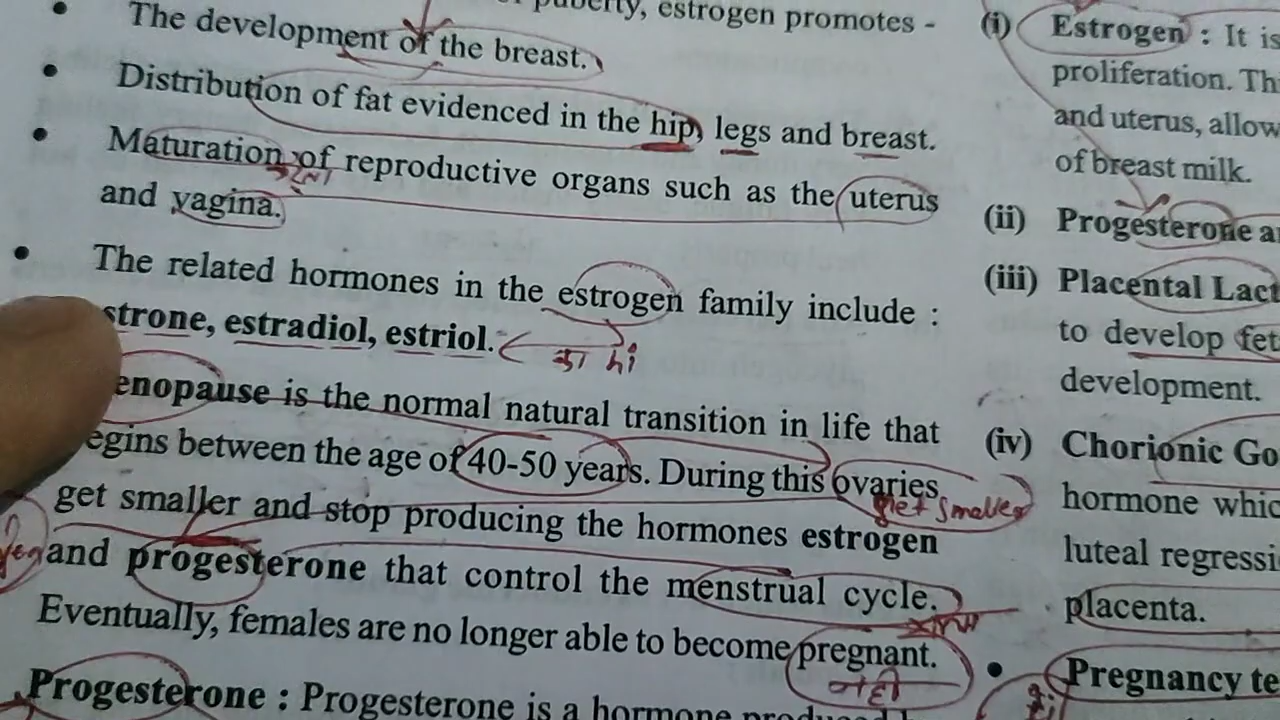 puberty, estrogen promotes -
The development of the breast.
• Distribution of fat evidenced in the hip, legs and breast.
• Maturation of reproductive organs such as the uterus
and vagina.
• The related hormones in the estrogen family include :
strone, estradiol, estriol.
enopause is the normal natural transition in life that
egins between the age of 40-50 years. During this ovaries
get smaller
get smaller and stop producing the hormones estrogen
and progesterone that control the menstrual cycle.
Eventually, females are no longer able to become pregnant.
नही
Progesterone : Progesterone is a hormone produced
(i) Estrogen : It is
proliferation. Th
and uterus, allow
of breast milk.
(ii) Progesterone a
(iii) Placental Lact
to develop fet
development.
(iv) Chorionic Go
hormone whic
luteal regressi
placenta.
• Pregnancy te